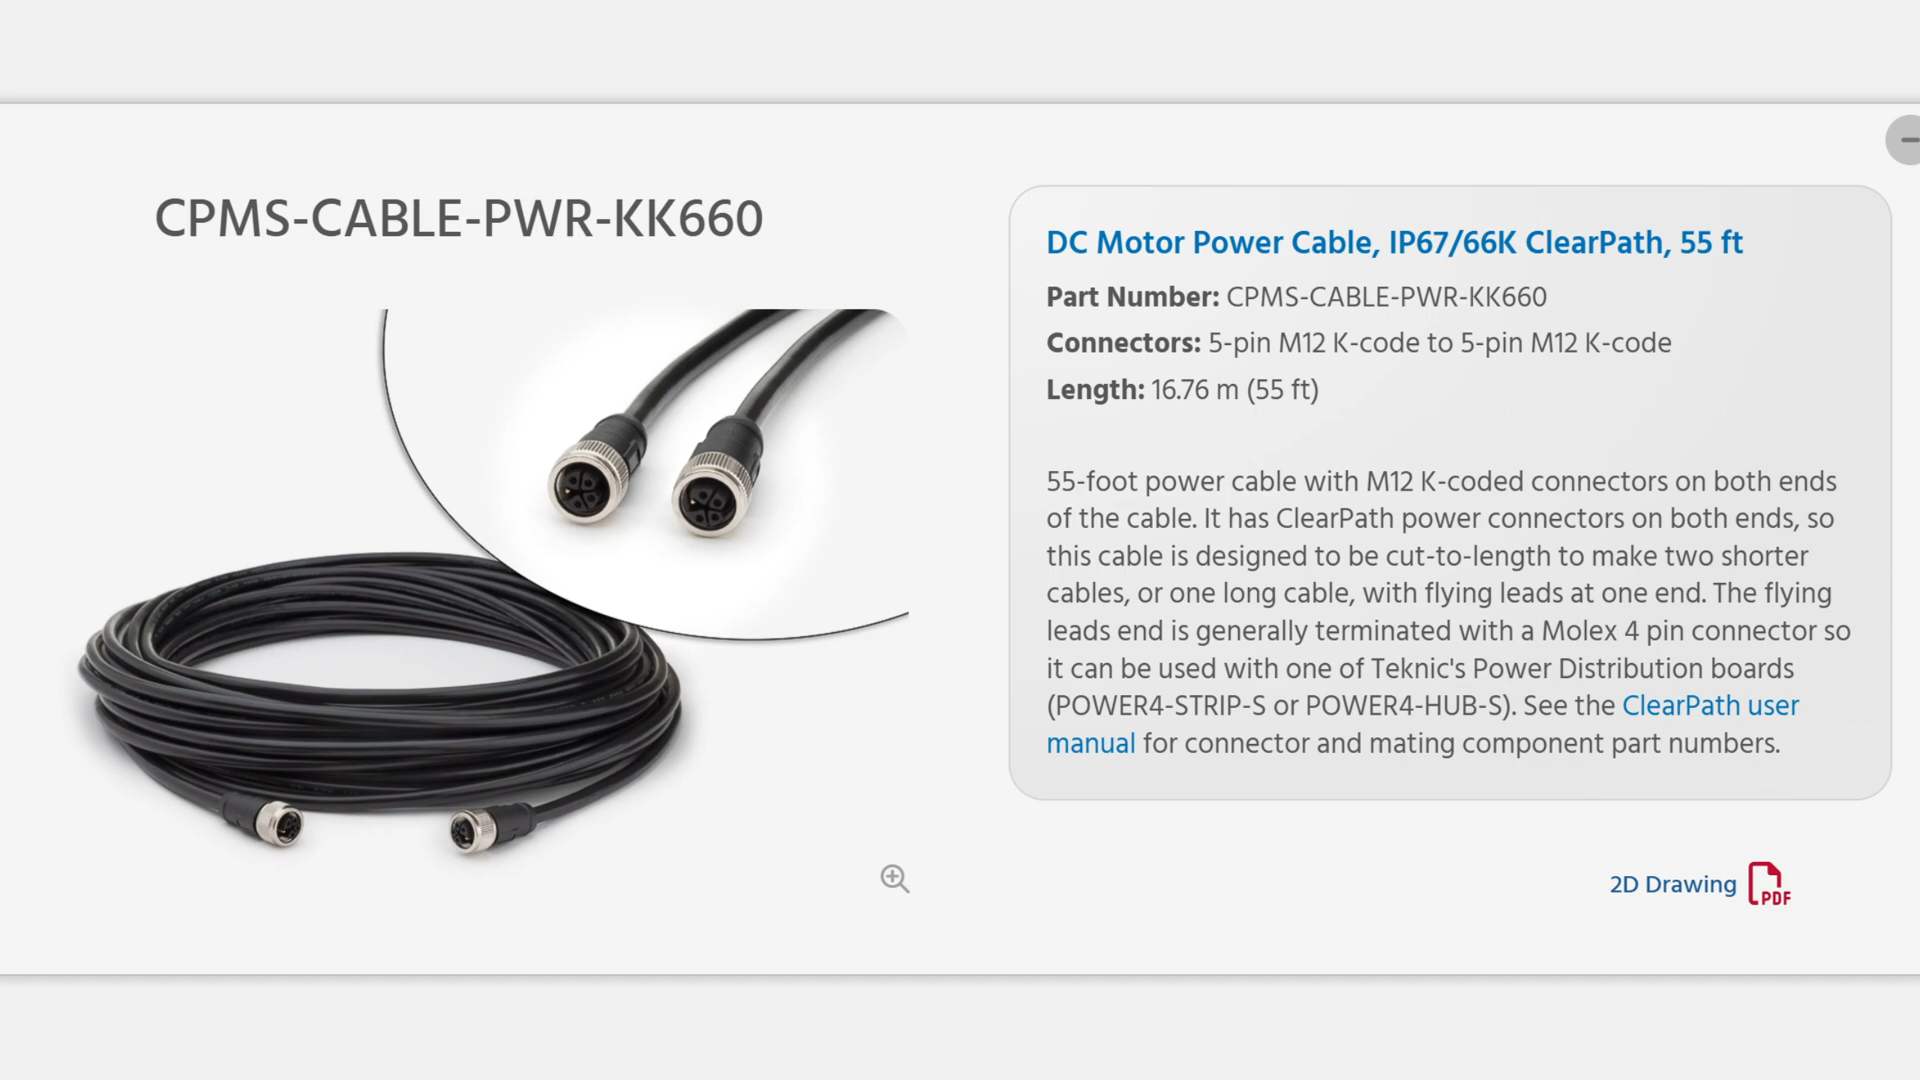 CPMS-CABLE-PWR-KK660
DC Motor Power Cable, IP67/66K ClearPath, 55 ft
Part Number: CPMS-CABLE-PWR-KK660
Connectors: 5-pin M12 K-code to 5-pin M12 K-code
Length: 16.76 m (55 ft)
55-foot power cable with M12 K-coded connectors on both ends
of the cable. It has ClearPath power connectors on both ends, so
this cable is designed to be cut-to-length to make two shorter
cables, or one long cable, with flying leads at one end. The flying
leads end is generally terminated with a Molex 4 pin connector so
it can be used with one of Teknic's Power Distribution boards
(POWER4-STRIP-S or POWER4-HUB-S). See the ClearPath user
manual for connector and mating component part numbers.
2D Drawing PDF